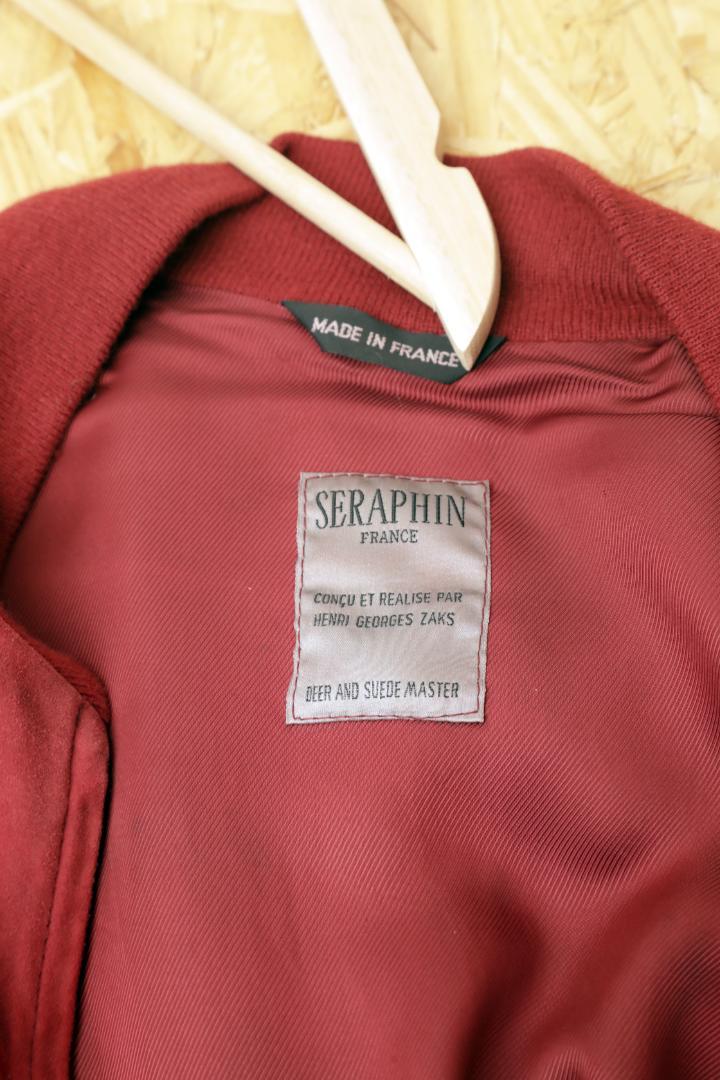 MADE IN FRANCE
SERAPHIN
FRANCE
CONÇU ET REALISE PAR
HENRI GEORGES ZAKS
DEER AND SUEDE MASTER